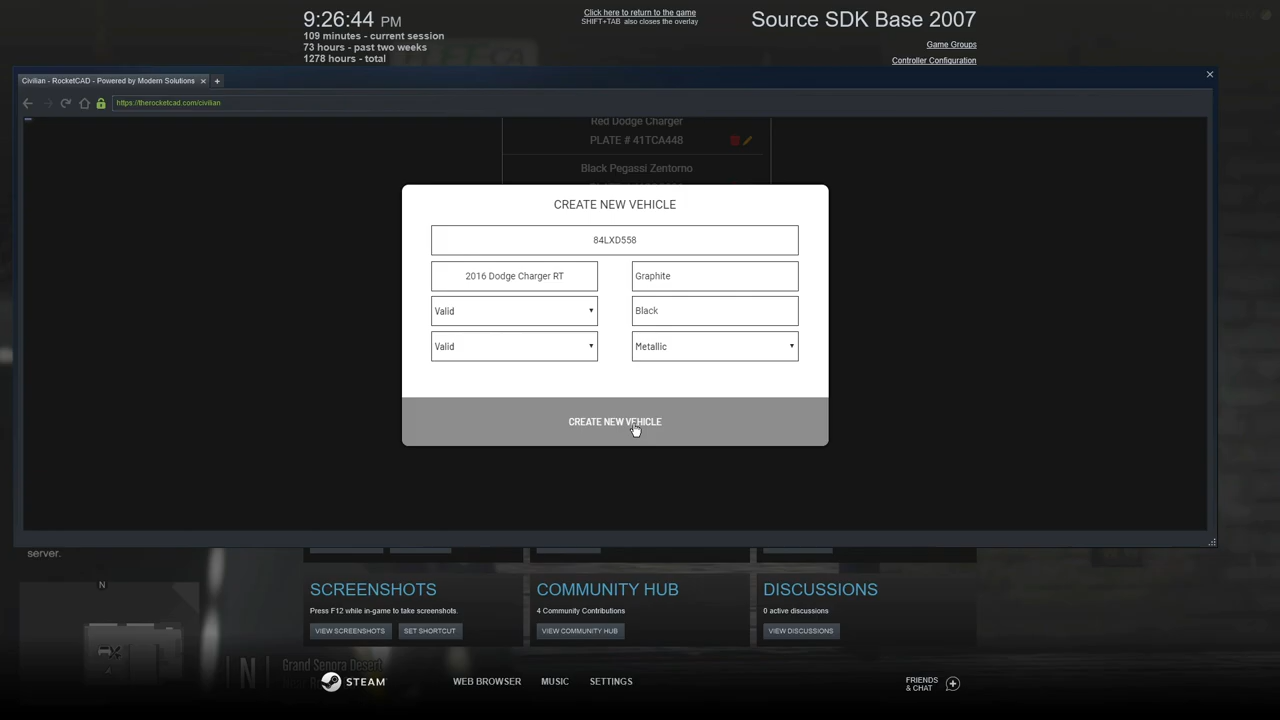 9:26:44 PM
109 minutes - current session
73 hours - past two weeks
1278 hours - total
Click here to return to the game
SHIFT+TAB also closes the overlay
Source SDK Base 2007
Game Groups
Controller Configuration
Civilian - RocketCAD - Powered by Modern Solutions
https://therocketcad.com/civilian
Red Dodge Charger
PLATE # 41TCA448
Black Pegassi Zentorno
CREATE NEW VEHICLE
84LXD558
2016 Dodge Charger RT
Graphite
Valid
Black
Valid
Metallic
CREATE NEW VEHICLE
server.
N
SCREENSHOTS
Press F12 while in-game to take screenshots.
VIEW SCREENSHOTS
SET SHORTCUT
COMMUNITY HUB
4 Community Contributions
VIEW COMMUNITY HUB
DISCUSSIONS
0 active discussions
VIEW DISCUSSIONS
N
Grand Senora Desert
STEAM
WEB BROWSER
MUSIC
SETTINGS
FRIENDS
& CHAT